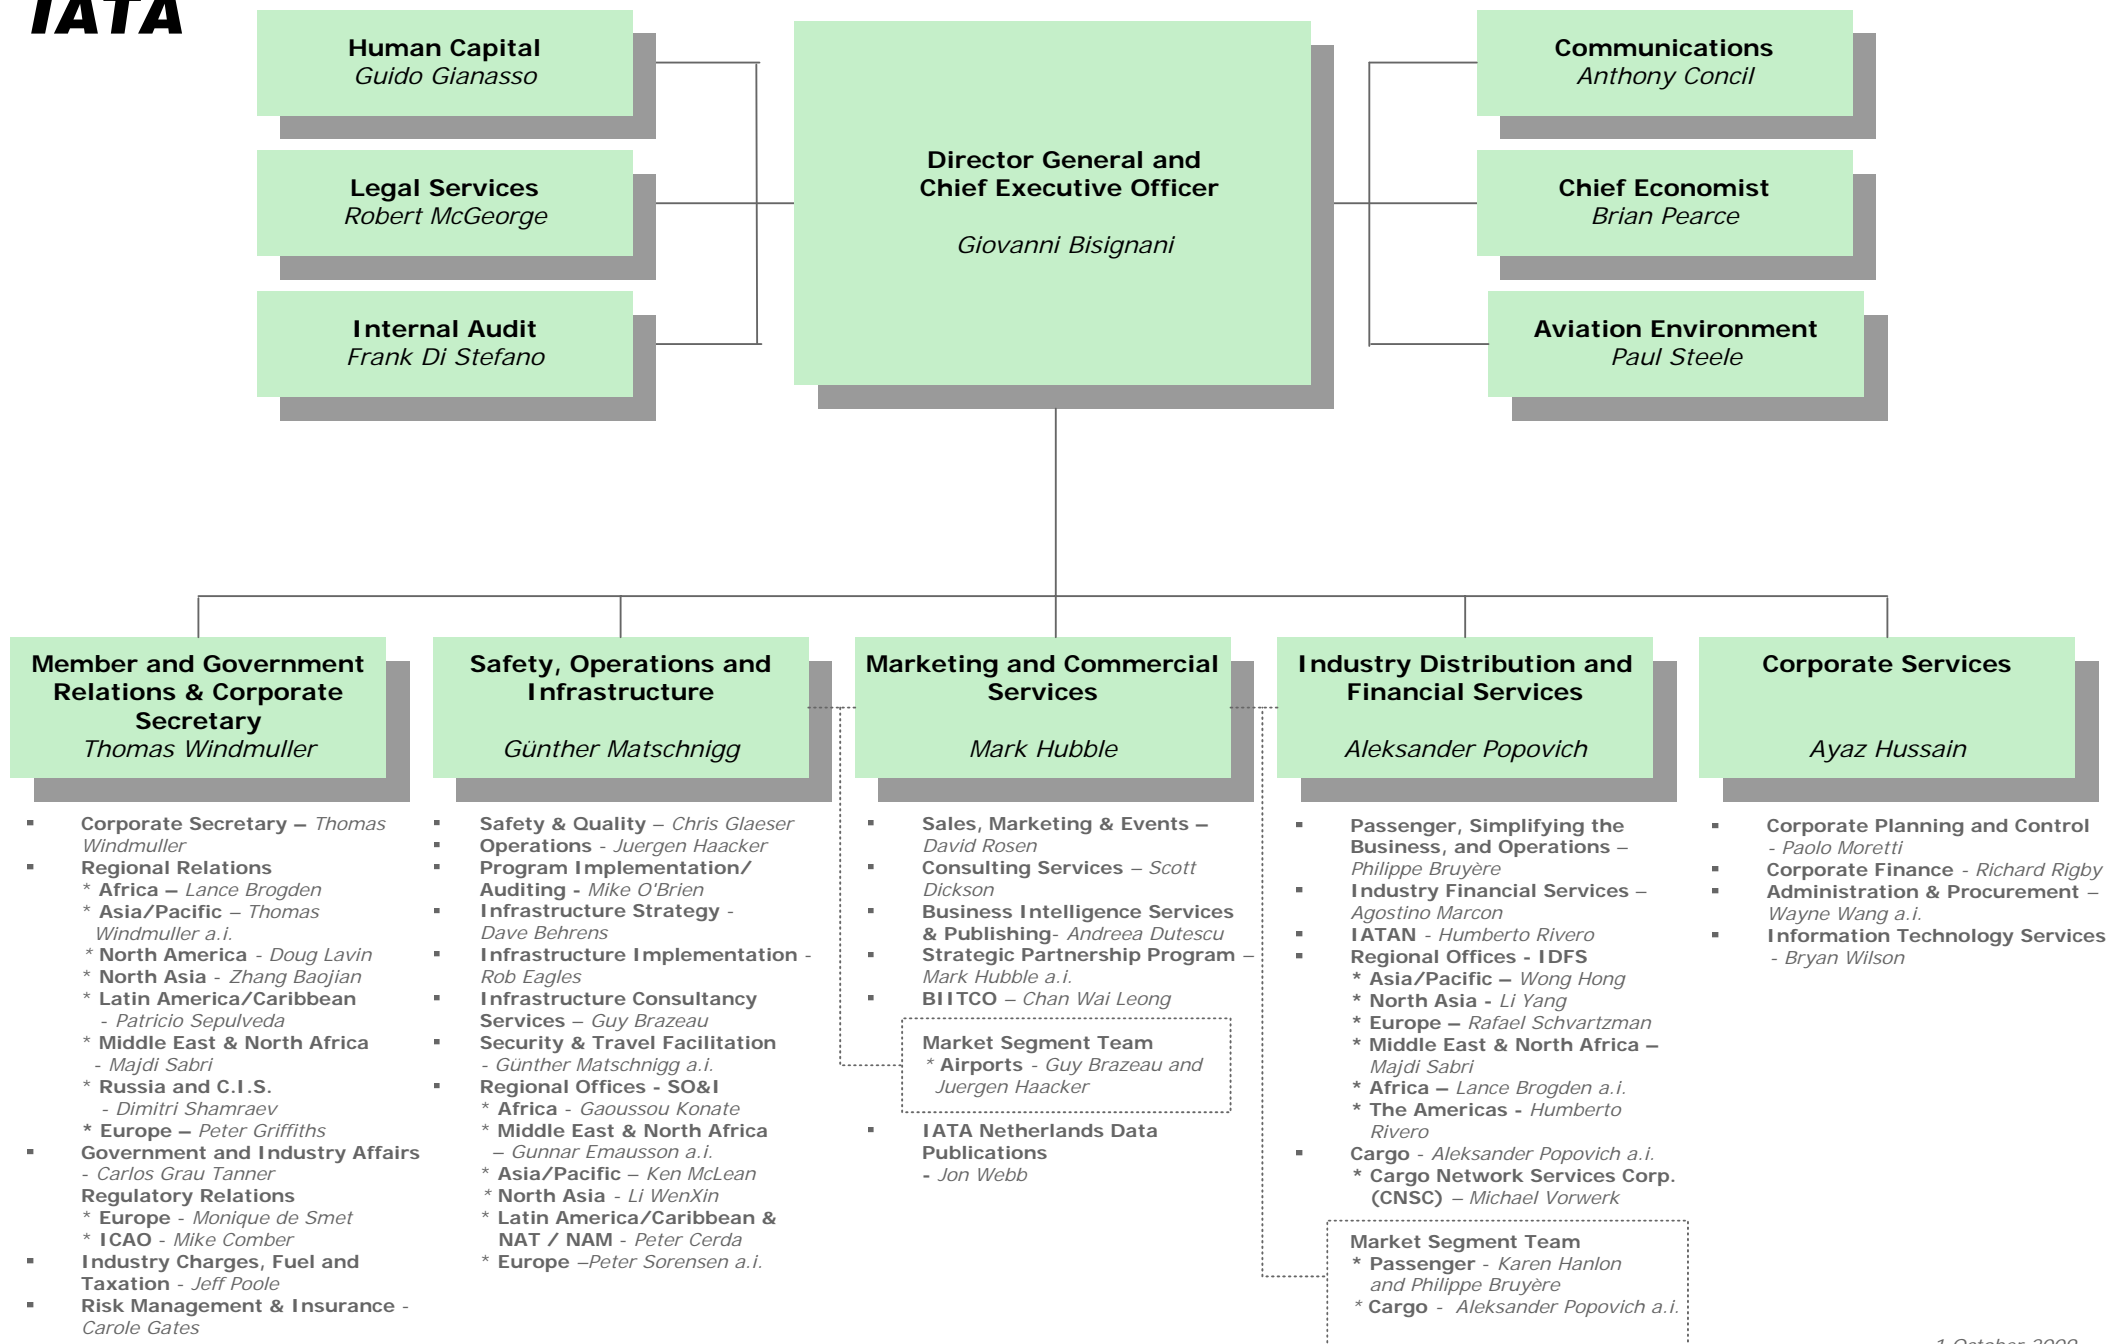 IATA
Human Capital
Guido Gianasso
Legal Services
Robert McGeorge
Internal Audit
Frank Di Stefano
Director General and
Chief Executive Officer
Giovanni Bisignani
Communications
Anthony Concil
Chief Economist
Brian Pearce
Aviation Environment
Paul Steele
Member and Government
Relations & Corporate
Secretary
Thomas Windmuller
▪ Corporate Secretary – Thomas
Windmuller
▪ Regional Relations
* Africa – Lance Brogden
* Asia/Pacific – Thomas
Windmuller a.i.
* North America - Doug Lavin
* North Asia - Zhang Baojian
* Latin America/Caribbean
- Patricio Sepulveda
* Middle East & North Africa
- Majdi Sabri
* Russia and C.I.S.
- Dimitri Shamraev
* Europe – Peter Griffiths
▪ Government and Industry Affairs
- Carlos Grau Tanner
Regulatory Relations
* Europe - Monique de Smet
* ICAO - Mike Comber
▪ Industry Charges, Fuel and
Taxation - Jeff Poole
▪ Risk Management & Insurance -
Carole Gates
Safety, Operations and
Infrastructure
Günther Matschnigg
▪ Safety & Quality – Chris Glaeser
▪ Operations - Juergen Haacker
▪ Program Implementation/
Auditing - Mike O'Brien
▪ Infrastructure Strategy -
Dave Behrens
▪ Infrastructure Implementation -
Rob Eagles
▪ Infrastructure Consultancy
Services – Guy Brazeau
▪ Security & Travel Facilitation
- Günther Matschnigg a.i.
▪ Regional Offices - SO&I
* Africa - Gaoussou Konate
* Middle East & North Africa
– Gunnar Emausson a.i.
* Asia/Pacific – Ken McLean
* North Asia - Li WenXin
* Latin America/Caribbean &
NAT / NAM - Peter Cerda
* Europe –Peter Sorensen a.i.
Marketing and Commercial
Services
Mark Hubble
▪ Sales, Marketing & Events –
David Rosen
▪ Consulting Services – Scott
Dickson
▪ Business Intelligence Services
& Publishing- Andreea Dutescu
▪ Strategic Partnership Program –
Mark Hubble a.i.
▪ BIITCO – Chan Wai Leong
Market Segment Team
* Airports - Guy Brazeau and
Juergen Haacker
▪ IATA Netherlands Data
Publications
- Jon Webb
Industry Distribution and
Financial Services
Aleksander Popovich
▪ Passenger, Simplifying the
Business, and Operations –
Philippe Bruyère
▪ Industry Financial Services –
Agostino Marcon
▪ IATAN - Humberto Rivero
▪ Regional Offices - IDFS
* Asia/Pacific – Wong Hong
* North Asia - Li Yang
* Europe – Rafael Schvartzman
* Middle East & North Africa –
Majdi Sabri
* Africa – Lance Brogden a.i.
* The Americas - Humberto
Rivero
▪ Cargo - Aleksander Popovich a.i.
* Cargo Network Services Corp.
(CNSC) – Michael Vorwerk
Market Segment Team
* Passenger - Karen Hanlon
and Philippe Bruyère
* Cargo - Aleksander Popovich a.i.
Corporate Services
Ayaz Hussain
▪ Corporate Planning and Control
- Paolo Moretti
▪ Corporate Finance - Richard Rigby
▪ Administration & Procurement –
Wayne Wang a.i.
▪ Information Technology Services
- Bryan Wilson
1 October 2009